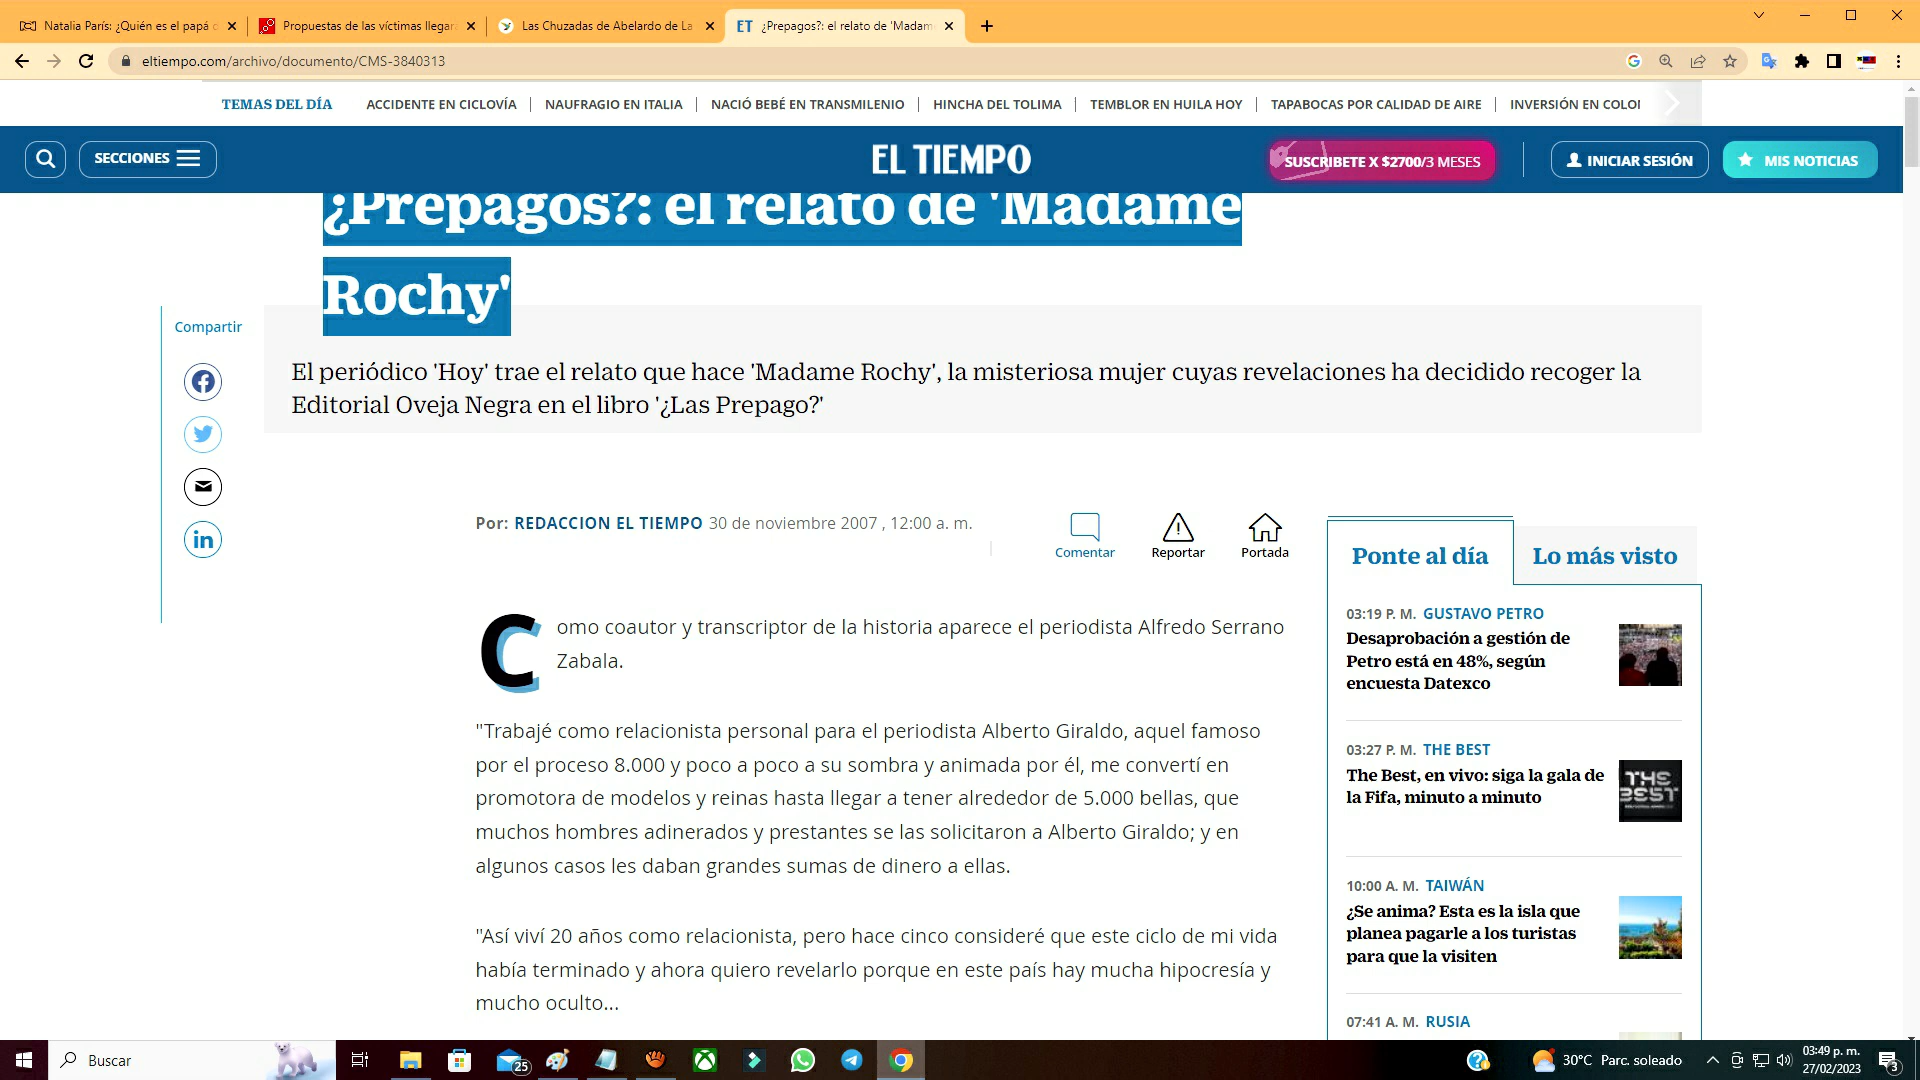 Natalia París: ¿Quién es el papá d
Propuestas de las víctimas llegar
Las Chuzadas de Abelardo de La
ET ¿Prepagos?: el relato de 'Madam
eltiempo.com/archivo/documento/CMS-3840313
TEMAS DEL DÍA
ACCIDENTE EN CICLOVÍA
NAUFRAGIO EN ITALIA
NACIÓ BEBÉ EN TRANSMILENIO
HINCHA DEL TOLIMA
TEMBLOR EN HUILA HOY
TAPABOCAS POR CALIDAD DE AIRE
INVERSIÓN EN COLO
SECCIONES
EL TIEMPO
SUSCRIBETE X $2700/3 MESES
INICIAR SESIÓN
MIS NOTICIAS
¿Prepagos?: el relato de 'Madame
Rochy'
Compartir
El periódico 'Hoy' trae el relato que hace 'Madame Rochy', la misteriosa mujer cuyas revelaciones ha decidido recoger la
Editorial Oveja Negra en el libro '¿Las Prepago?'
Por: REDACCION EL TIEMPO 30 de noviembre 2007 , 12:00 a. m.
Comentar
Reportar
Portada
Como coautor y transcriptor de la historia aparece el periodista Alfredo Serrano
Zabala.
"Trabajé como relacionista personal para el periodista Alberto Giraldo, aquel famoso
por el proceso 8.000 y poco a poco a su sombra y animada por él, me convertí en
promotora de modelos y reinas hasta llegar a tener alrededor de 5.000 bellas, que
muchos hombres adinerados y prestantes se las solicitaron a Alberto Giraldo; y en
algunos casos les daban grandes sumas de dinero a ellas.
"Así viví 20 años como relacionista, pero hace cinco consideré que este ciclo de mi vida
había terminado y ahora quiero revelarlo porque en este país hay mucha hipocresía y
mucho oculto...
Ponte al día
Lo más visto
03:19 P. M. GUSTAVO PETRO
Desaprobación a gestión de
Petro está en 48%, según
encuesta Datexco
03:27 P. M. THE BEST
The Best, en vivo: siga la gala de
la Fifa, minuto a minuto
THE
BEST
10:00 A. M. TAIWÁN
¿Se anima? Esta es la isla que
planea pagarle a los turistas
para que la visiten
07:41 A. M. RUSIA
Buscar
25
30°C Parc. soleado
03:49 p. m.
27/02/2023
3